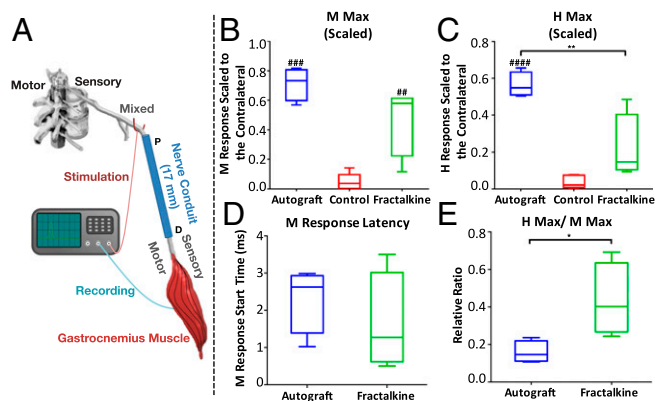 A
Motor
Sensory
Mixed
P
Nerve Conduit
(17 mm)
Stimulation
D
Sensory
Motor
Recording
Gastrocnemius Muscle
B
M Max
(Scaled)
M Response Scaled to
the Contralateral
1.0
0.8
0.6
0.4
0.2
0.0
###
##
Autograft Control Fractalkine
C
H Max
(Scaled)
H Response Scaled to
the Contralateral
0.8
0.6
0.4
0.2
0.0
####
**
Autograft Control Fractalkine
D
M Response Latency
M Response Start Time (ms)
4
3
2
1
0
Autograft Fractalkine
E
H Max/ M Max
Relative Ratio
0.8
0.6
0.4
0.2
0.0
*
Autograft Fractalkine